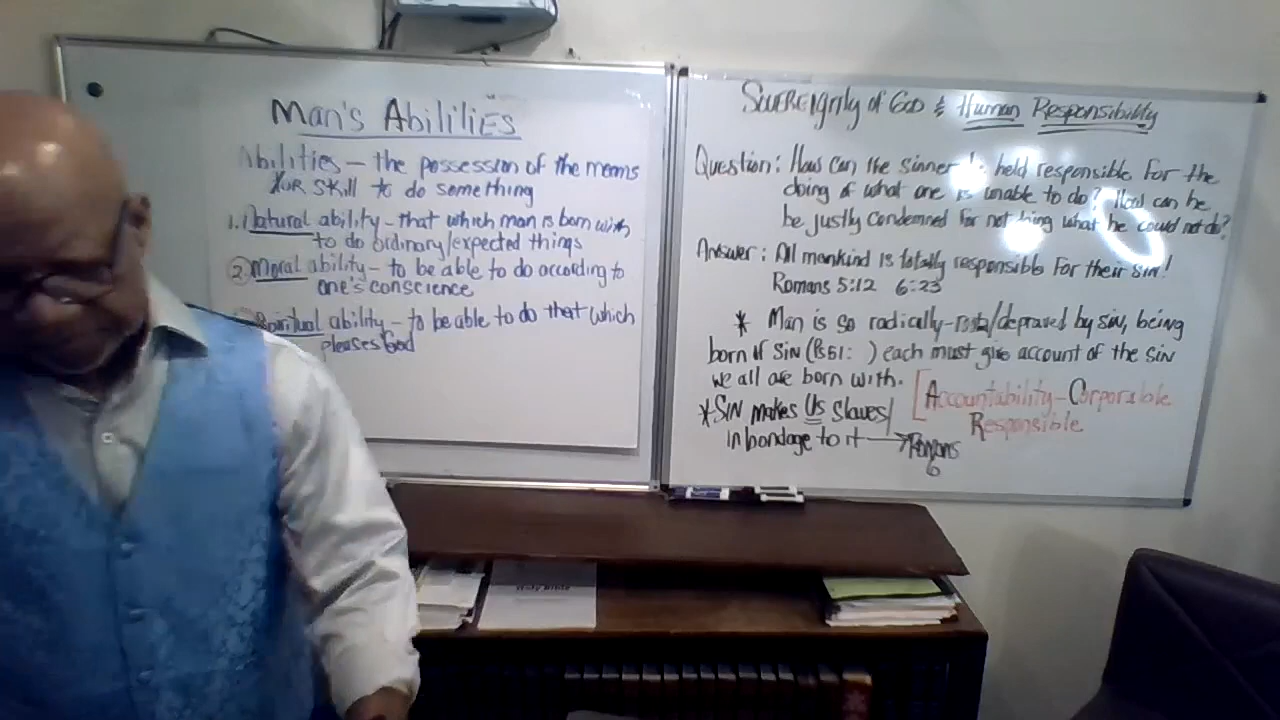 Man's Abilities
Abilities – the possession of the means
&/or skill to do something
1. Natural ability – that which man is born with
to do ordinary/expected things
2 Moral ability – to be able to do according to
one's conscience
Spiritual ability – to be able to do that which
pleases God
Sovereignty of God & Human Responsibility
Question: How can the sinner held responsible For the
doing of what one is unable to do? How can he
be justly condemned for not doing what he could not do?
Answer: All mankind is totally responsible For their sin!
Romans 5:12 6:23
* Man is so radically- /depraved by sin, being
born of sin (Ps 51: ) each must give account of the sin
we all are born with.
[Accountability – Corporable
Responsible
* Sin makes Us Slaves/
in bondage to it → Romans
6
Holy Bible